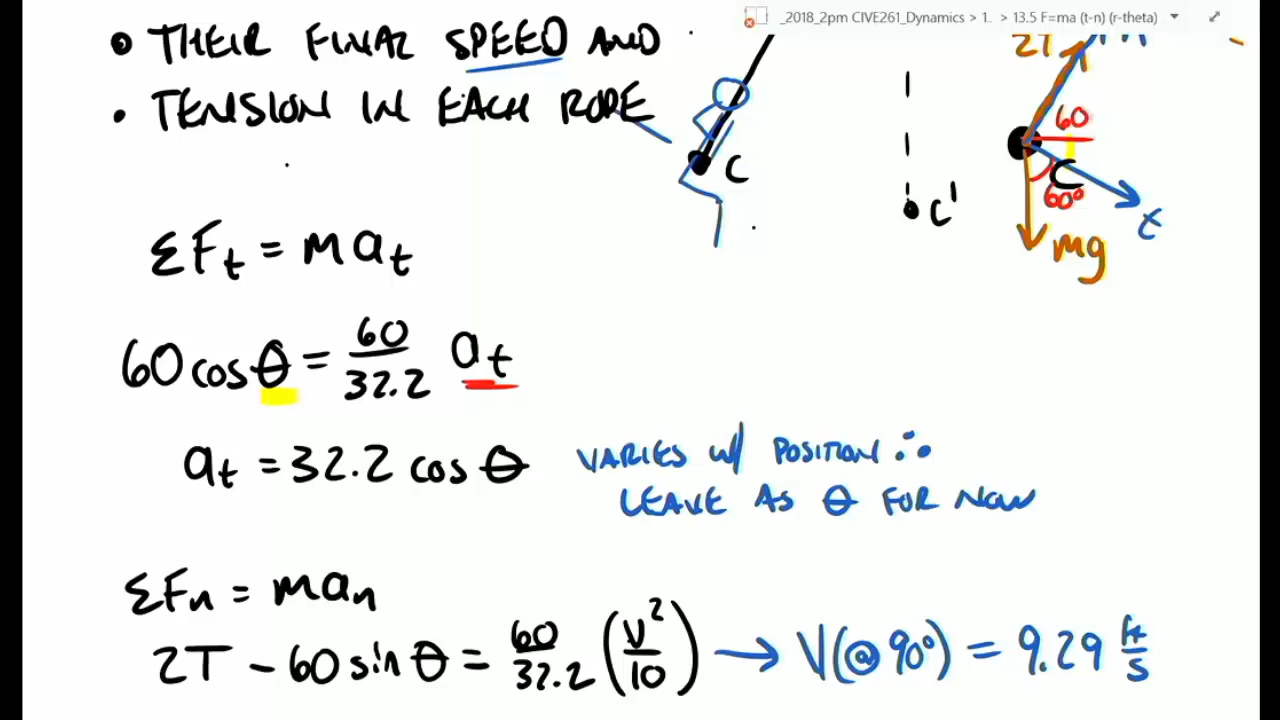 _2018_2pm CIVE261_Dynamics > 1.. > 13.5 F=ma (t-n) (r-theta)
• THEIR FINAL SPEED AND
• TENSION IN EACH ROPE
C
C'
2T
60
C
60°
t
mg
ΣFt = mat
60 cos θ = 60/32.2 at
at = 32.2 cos θ
VARIES w/ POSITION ∴
LEAVE AS θ FOR NOW
ΣFn = man
2T - 60 sin θ = 60/32.2 (V²/10) → V(@ 90°) = 9.29 ft/s